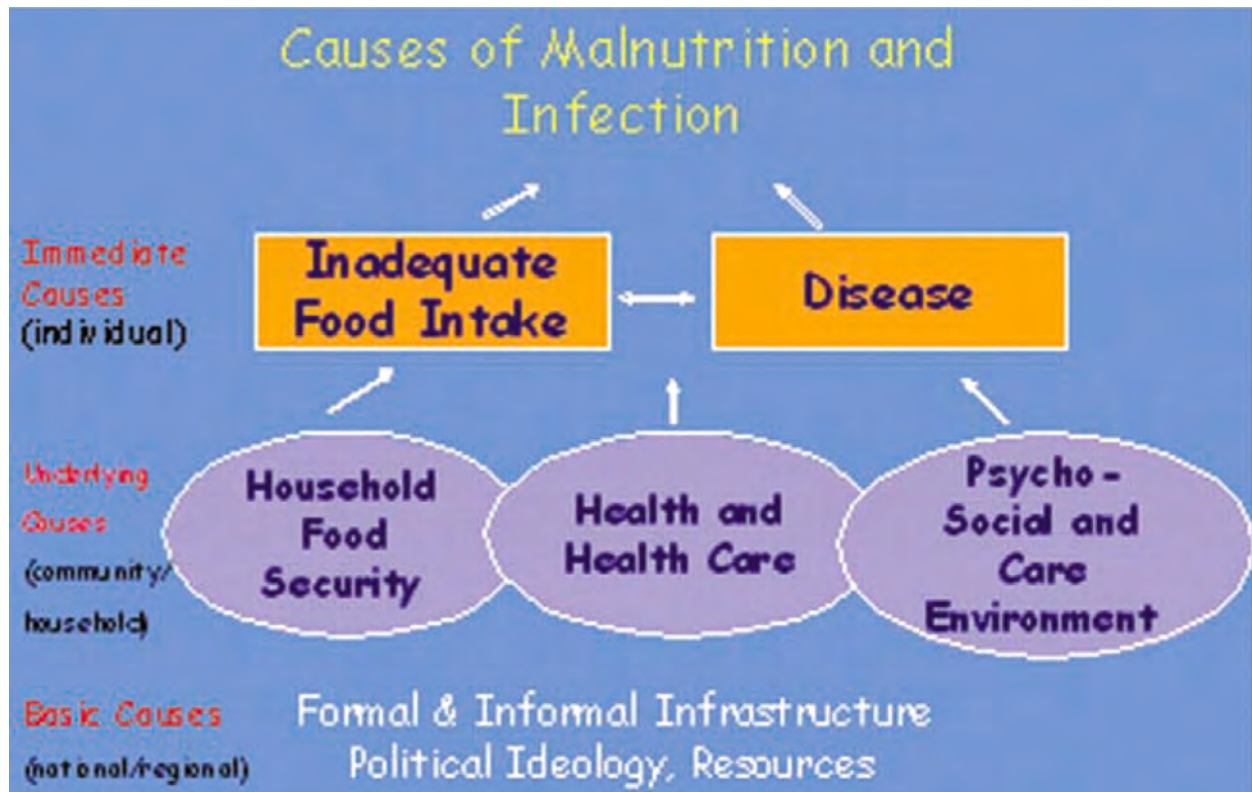 Causes of Malnutrition and
Infection
Immediate
Causes
(individual)
Inadequate
Food Intake
Disease
Underlying
Causes
(community/
household)
Household
Food
Security
Health and
Health Care
Psycho-
Social and
Care
Environment
Basic Causes
(national/regional)
Formal & Informal Infrastructure
Political Ideology, Resources